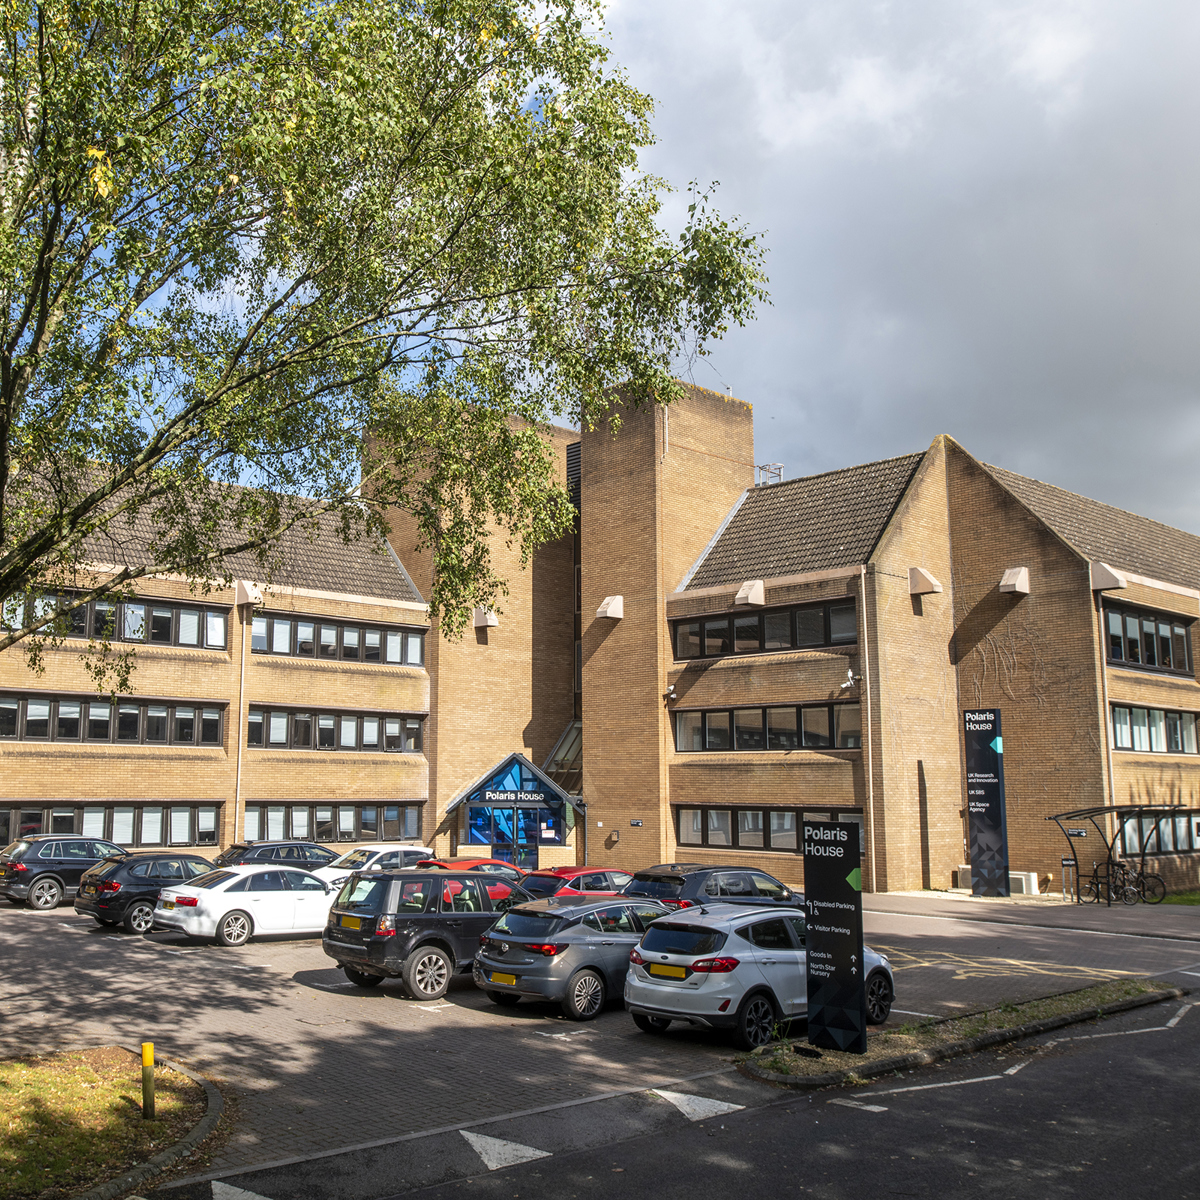 Polaris
House
UK Research
and Innovation
UK SBS
UK Space
Agency
Polaris House
Polaris
House
Disabled Parking
Visitor Parking
Goods In
North Star
Nursery